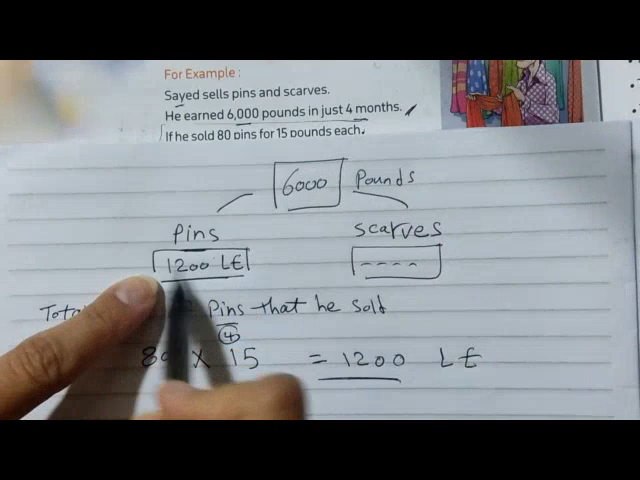 For Example :
Sayed sells pins and scarves.
He earned 6,000 pounds in just 4 months.
If he sold 80 pins for 15 pounds each.
6000 Pounds
Pins scarves
1200 LE ----
Pins that he sold
4
80 X 15 = 1200 LE